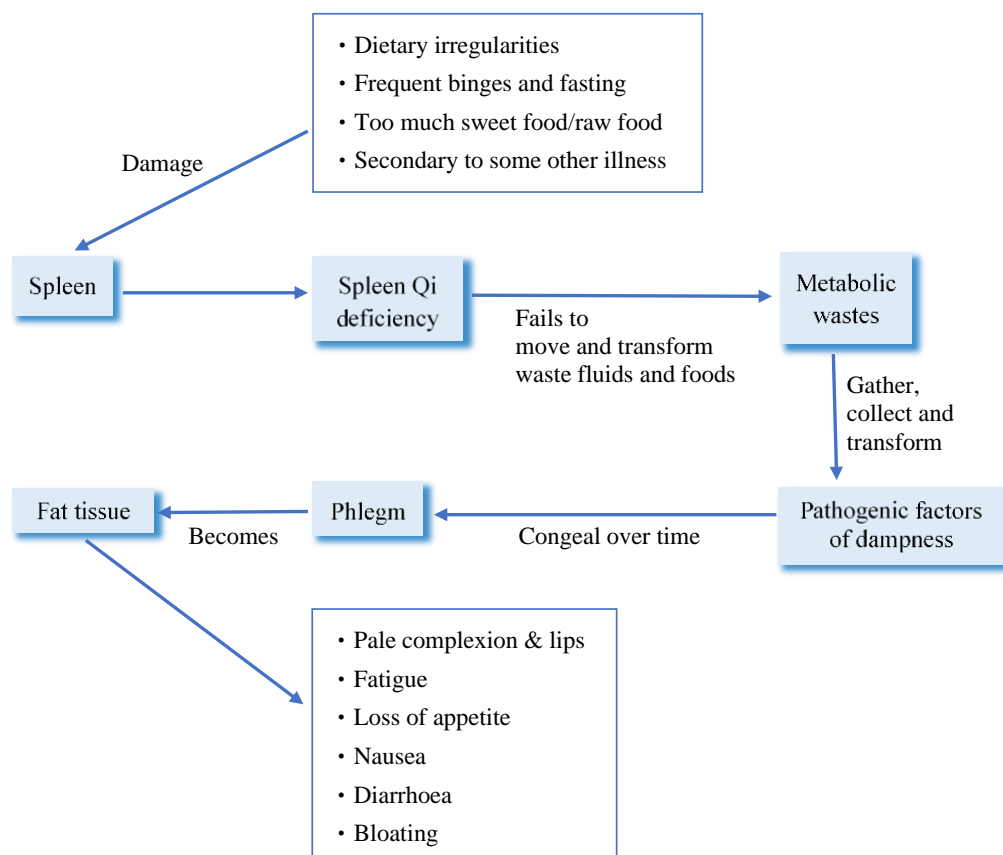 ・Dietary irregularities
・Frequent binges and fasting
・Too much sweet food/raw food
・Secondary to some other illness
Damage
Spleen
Spleen Qi
deficiency
Fails to
move and transform
waste fluids and foods
Metabolic
wastes
Gather,
collect and
transform
Pathogenic factors
of dampness
Congeal over time
Phlegm
Becomes
Fat tissue
・Pale complexion & lips
・Fatigue
・Loss of appetite
・Nausea
・Diarrhoea
・Bloating